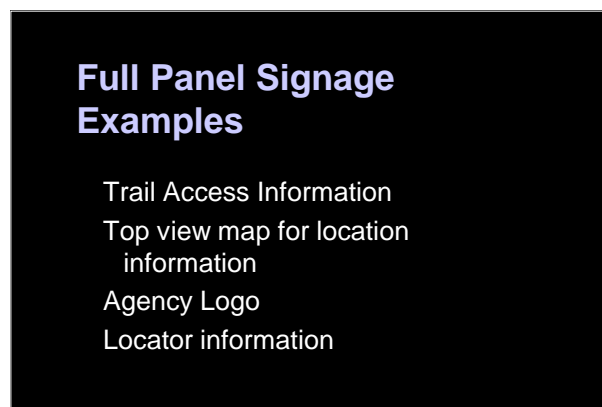 Full Panel Signage
Examples
Trail Access Information
Top view map for location
information
Agency Logo
Locator information